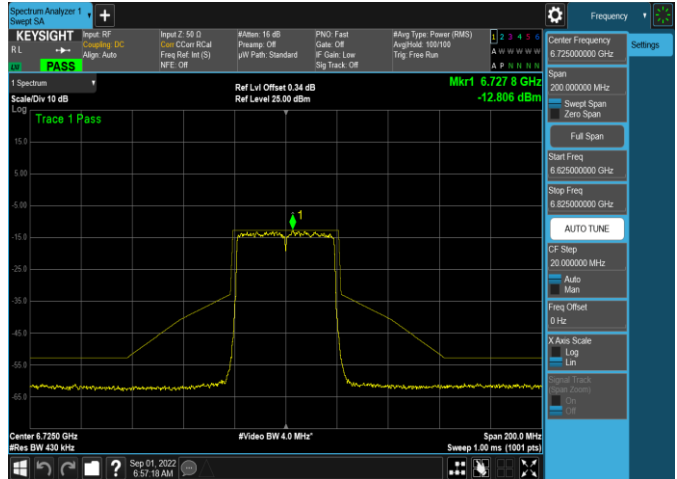 Spectrum Analyzer 1
Swept SA
KEYSIGHT
RL
PASS
Input: RF
Coupling: DC
Align: Auto
Input Z: 50 Ω
Corr CCorr RCal
Freq Ref: Int (S)
NFE: Off
#Atten: 16 dB
Preamp: Off
µW Path: Standard
PNO: Fast
Gate: Off
IF Gain: Low
Sig Track: Off
#Avg Type: Power (RMS)
Avg|Hold: 100/100
Trig: Free Run
1 2 3 4 5 6
A W W W W W
A P N N N N
1 Spectrum
Scale/Div 10 dB
Ref Lvl Offset 0.34 dB
Ref Level 25.00 dBm
Mkr1 6.727 8 GHz
-12.806 dBm
Log
Trace 1 Pass
15.0
5.00
-5.00
1
-15.0
-25.0
-35.0
-45.0
-55.0
-65.0
Center 6.7250 GHz
#Res BW 430 kHz
#Video BW 4.0 MHz*
Span 200.0 MHz
Sweep 1.00 ms (1001 pts)
Sep 01, 2022
6:57:18 AM
Frequency
Settings
Center Frequency
6.725000000 GHz
Span
200.000000 MHz
Swept Span
Zero Span
Full Span
Start Freq
6.625000000 GHz
Stop Freq
6.825000000 GHz
AUTO TUNE
CF Step
20.000000 MHz
Auto
Man
Freq Offset
0 Hz
X Axis Scale
Log
Lin
Signal Track
(Span Zoom)
On
Off